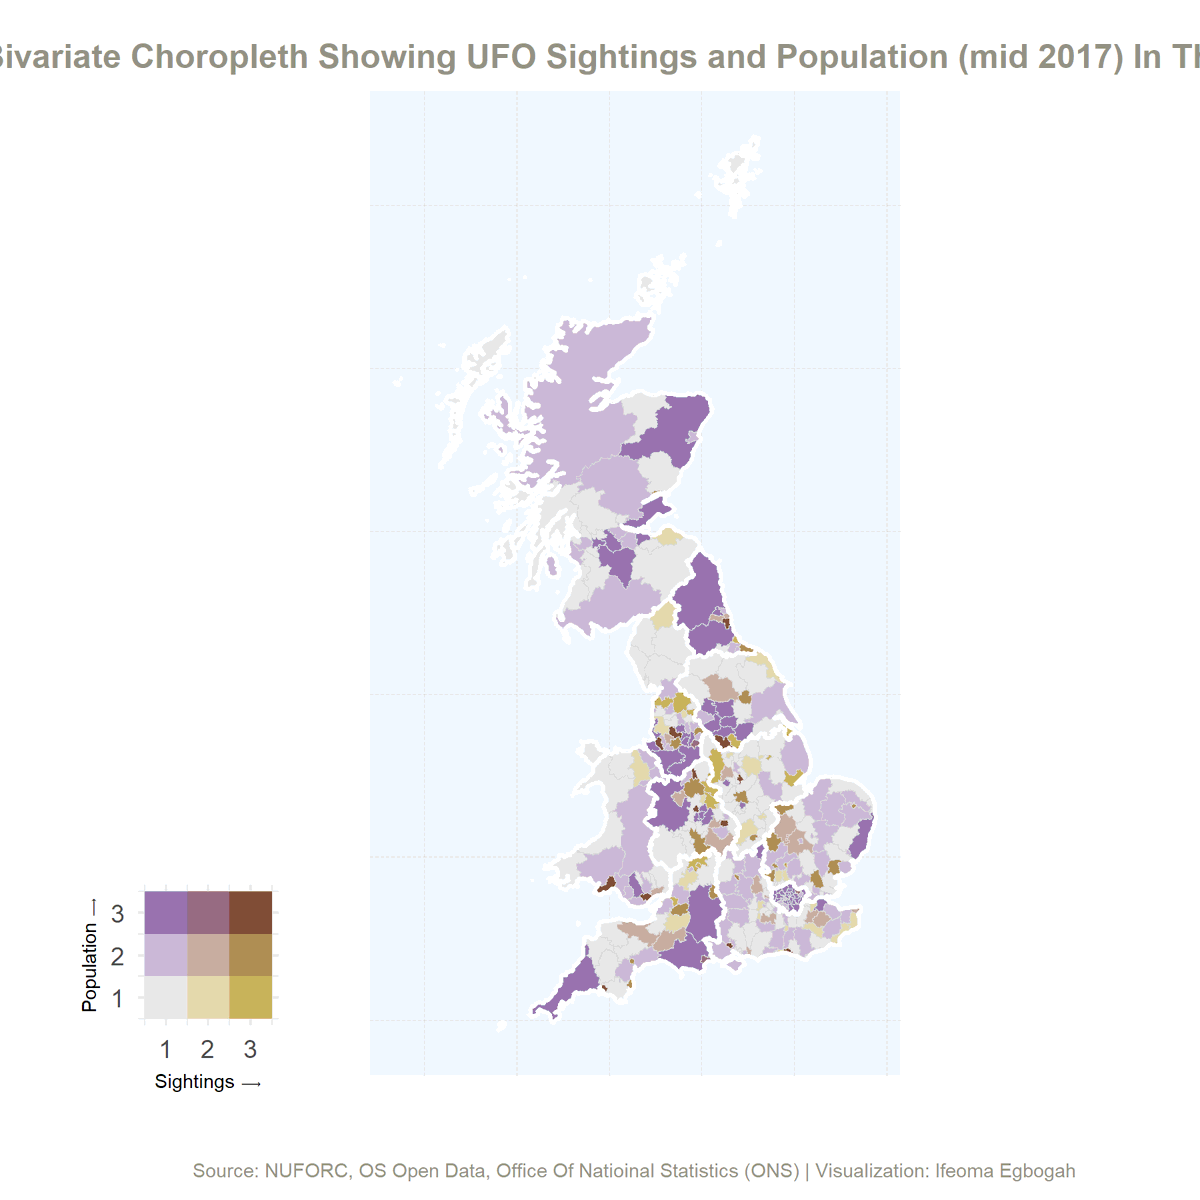 Bivariate Choropleth Showing UFO Sightings and Population (mid 2017) In Th
Population →
3
2
1
1 2 3
Sightings →
Source: NUFORC, OS Open Data, Office Of Natioinal Statistics (ONS) | Visualization: Ifeoma Egbogah